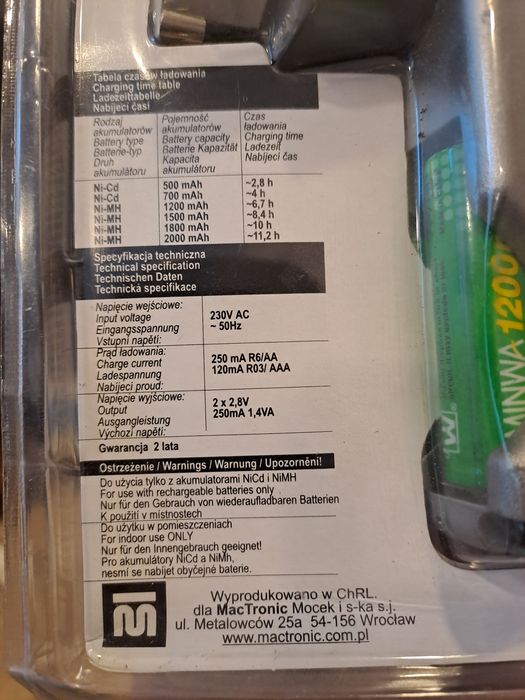 Tabela czasów ładowania
Charging time table
Ladezeittabelle
Nabíjecí časi
Rodzaj akumulatorów
Battery type
Batterie-typ
Druh akumulátoru
Pojemność akumulatorów
Battery capacity
Batterie Kapazität
Kapacita akumulátoru
Czas ładowania
Charging time
Ladezeit
Nabíjecí čas
Ni-Cd 500 mAh ~2,8 h
Ni-Cd 700 mAh ~4 h
Ni-MH 1200 mAh ~6,7 h
Ni-MH 1500 mAh ~8,4 h
Ni-MH 1800 mAh ~10 h
Ni-MH 2000 mAh ~11,2 h
Specyfikacja techniczna
Technical specification
Technischen Daten
Technická specifikace
Napięcie wejściowe:
Input voltage
Eingangsspannung
Vstupní napětí:
230V AC
~ 50Hz
Prąd ładowania:
Charge current
Ladespannung
Nabíjecí proud:
250 mA R6/AA
120mA R03/ AAA
Napięcie wyjściowe:
Output
Ausgangleistung
Výchozí napětí:
2 x 2,8V
250mA 1,4VA
Gwarancja 2 lata
Ostrzeżenie / Warnings / Warnung / Upozornění!
Do użycia tylko z akumulatorami NiCd i NiMH
For use with rechargeable batteries only
Nur für den Gebrauch von wiederaufladbaren Batterien
K použití v místnostech
Do użytku w pomieszczeniach
For indoor use ONLY
Nur für den Innengebrauch geeignet!
Pro akumulátory NiCd a NiMh,
nesmí se nabíjet obyčejné baterie.
Wyprodukowano w ChRL.
dla MacTronic Mocek i s-ka s.j.
ul. Metalowców 25a 54-156 Wrocław
www.mactronic.com.pl
MINWA 1200